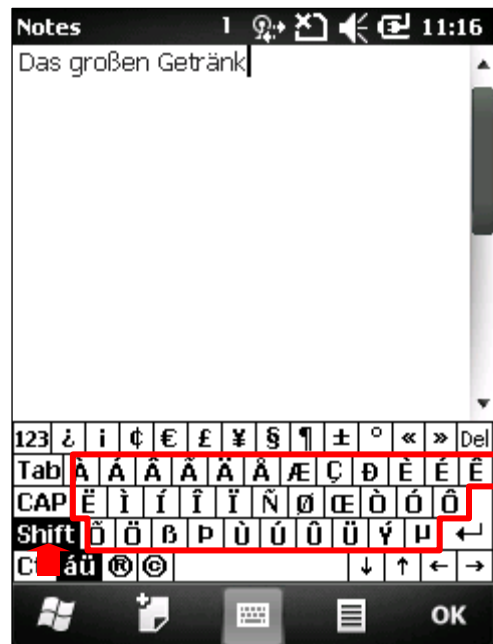 Notes 1 11:16
Das großen Getränk
123 ¿ ¡ ¢ € £ ¥ § ¶ ± ° « » Del
Tab À Á Â Ã Ä Å Æ Ç Ð È É Ê
CAP Ë Ì Í Î Ï Ñ Ø Œ Ò Ó Ô
Shift Õ Ö ß Þ Ù Ú Û Ü Ý µ ↵
áü ® © ↓ ↑ ← →
OK